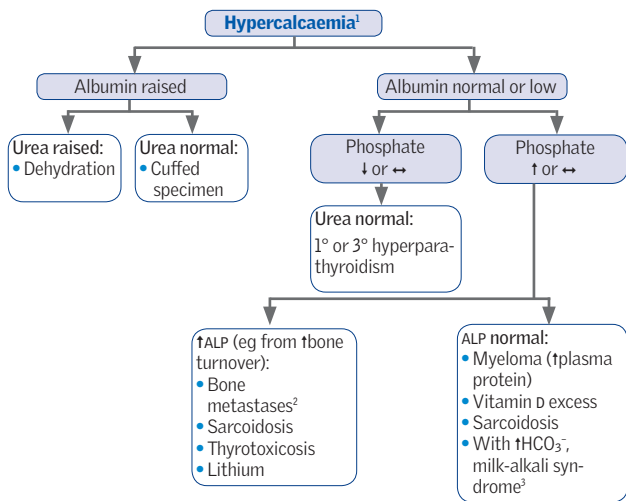 Hypercalcaemia¹
Albumin raised
Albumin normal or low
Urea raised:
• Dehydration
Urea normal:
• Cuffed
specimen
Phosphate
↓ or ↔
Phosphate
↑ or ↔
Urea normal:
1° or 3° hyperpara-
thyroidism
↑ALP (eg from ↑bone
turnover):
• Bone
metastases²
• Sarcoidosis
• Thyrotoxicosis
• Lithium
ALP normal:
• Myeloma (↑plasma
protein)
• Vitamin D excess
• Sarcoidosis
• With ↑HCO₃⁻,
milk-alkali syn-
drome³